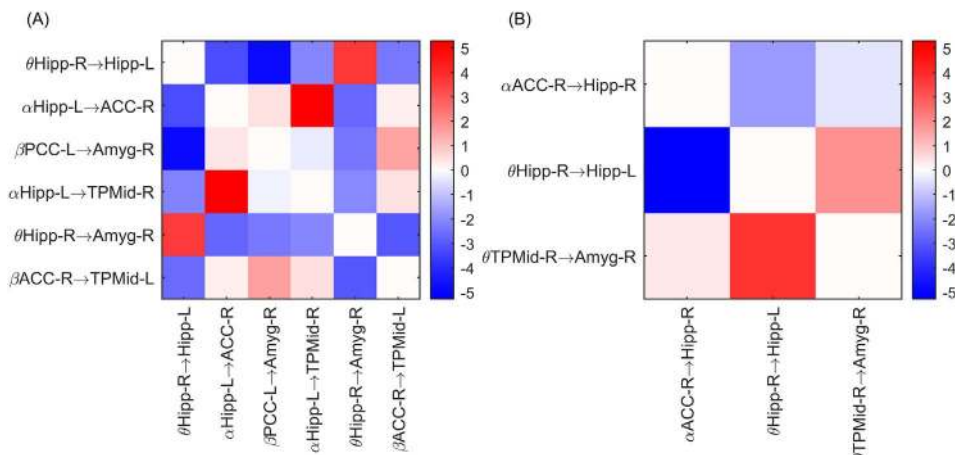 (A)
θHipp-R→Hipp-L
αHipp-L→ACC-R
βPCC-L→Amyg-R
αHipp-L→TPMid-R
θHipp-R→Amyg-R
βACC-R→TPMid-L
5
4
3
2
1
0
-1
-2
-3
-4
-5
θHipp-R→Hipp-L
αHipp-L→ACC-R
βPCC-L→Amyg-R
αHipp-L→TPMid-R
θHipp-R→Amyg-R
βACC-R→TPMid-L
(B)
αACC-R→Hipp-R
θHipp-R→Hipp-L
θTPMid-R→Amyg-R
5
4
3
2
1
0
-1
-2
-3
-4
-5
αACC-R→Hipp-R
θHipp-R→Hipp-L
θTPMid-R→Amyg-R